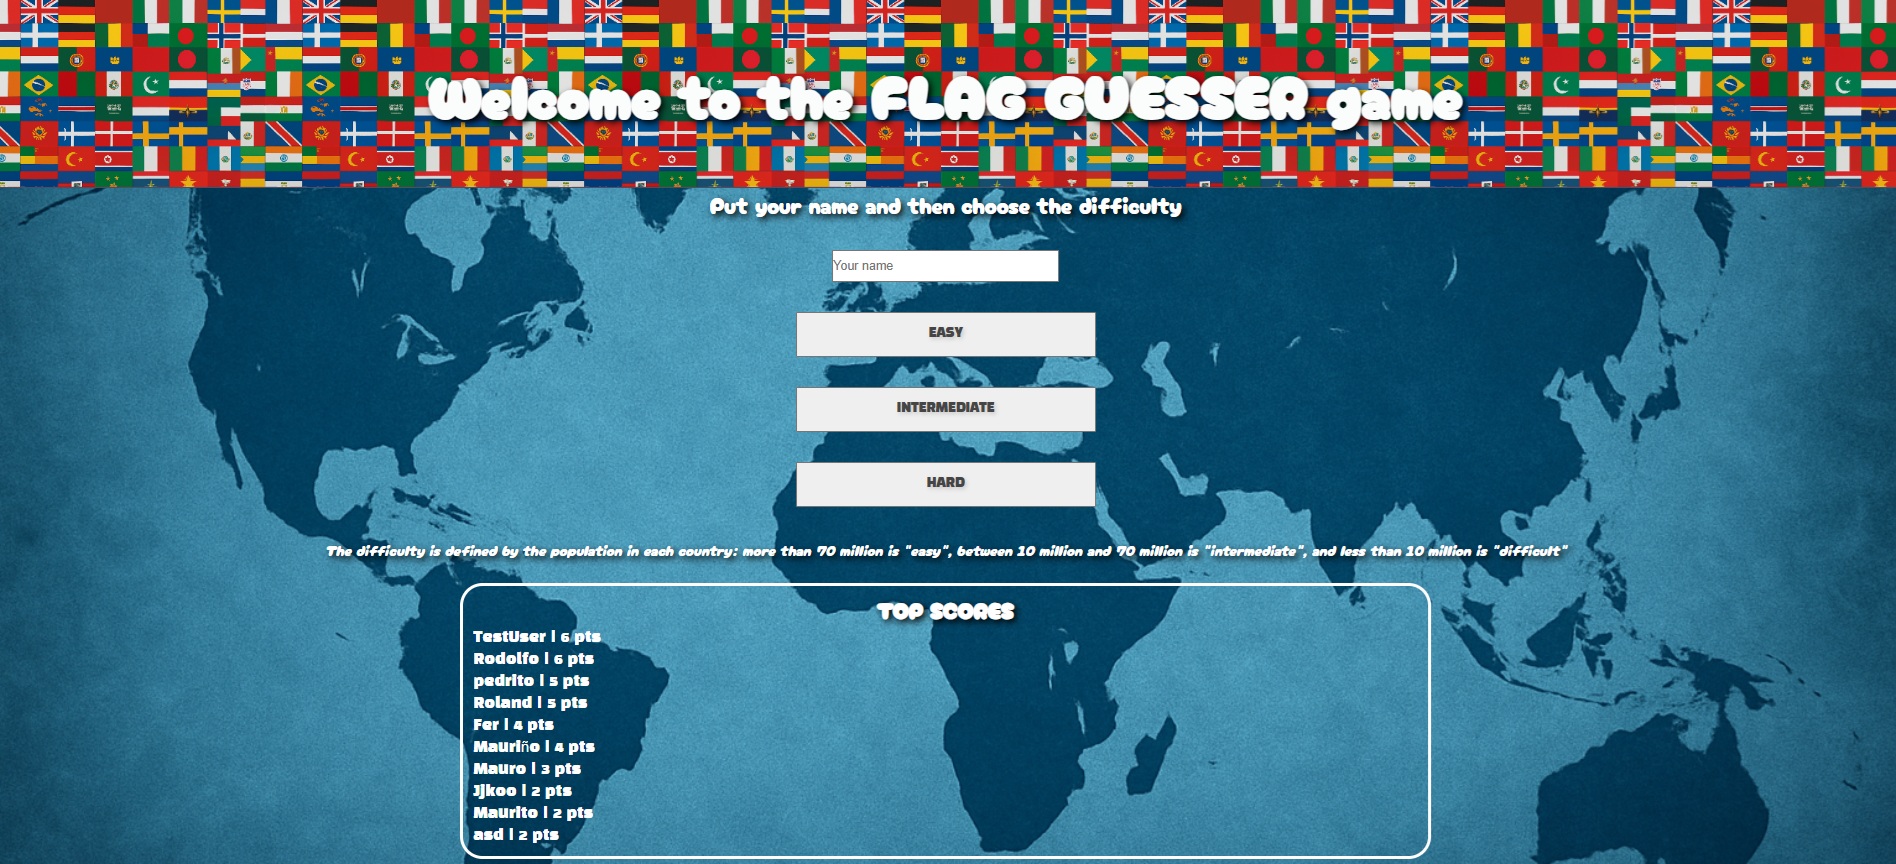 Welcome to the FLAG GUESSER game
Put your name and then choose the difficulty
Your name
EASY
INTERMEDIATE
HARD
The difficulty is defined by the population in each country: more than 70 million is "easy", between 10 million and 70 million is "intermediate", and less than 10 million is "difficult"
TOP SCORES
TestUser | 6 pts
Rodolfo | 6 pts
pedrito | 5 pts
Roland | 5 pts
Fer | 4 pts
Mauriño | 4 pts
Mauro | 3 pts
Jjkoo | 2 pts
Maurito | 2 pts
asd | 2 pts